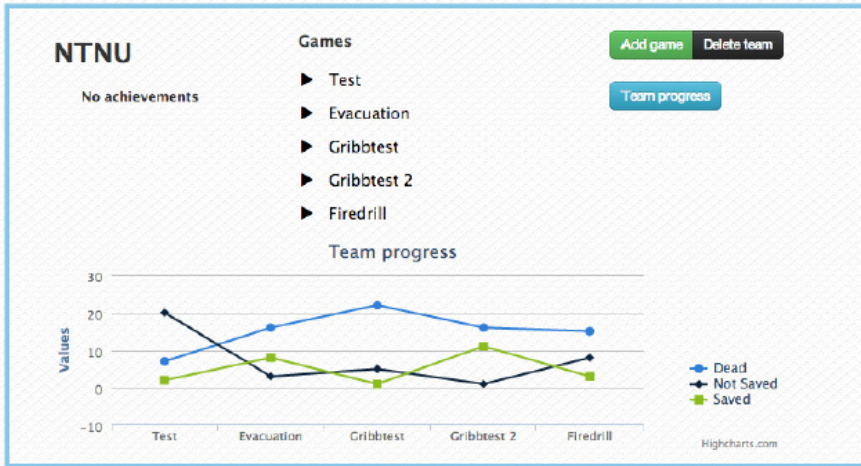 NTNU
No achievements
Games
Test
Evacuation
Gribbtest
Gribbtest 2
Firedrill
Add game
Delete team
Team progress
Team progress
30
20
10
0
-10
Values
Test
Evacuation
Gribbtest
Gribbtest 2
Firedrill
Dead
Not Saved
Saved
Highcharts.com